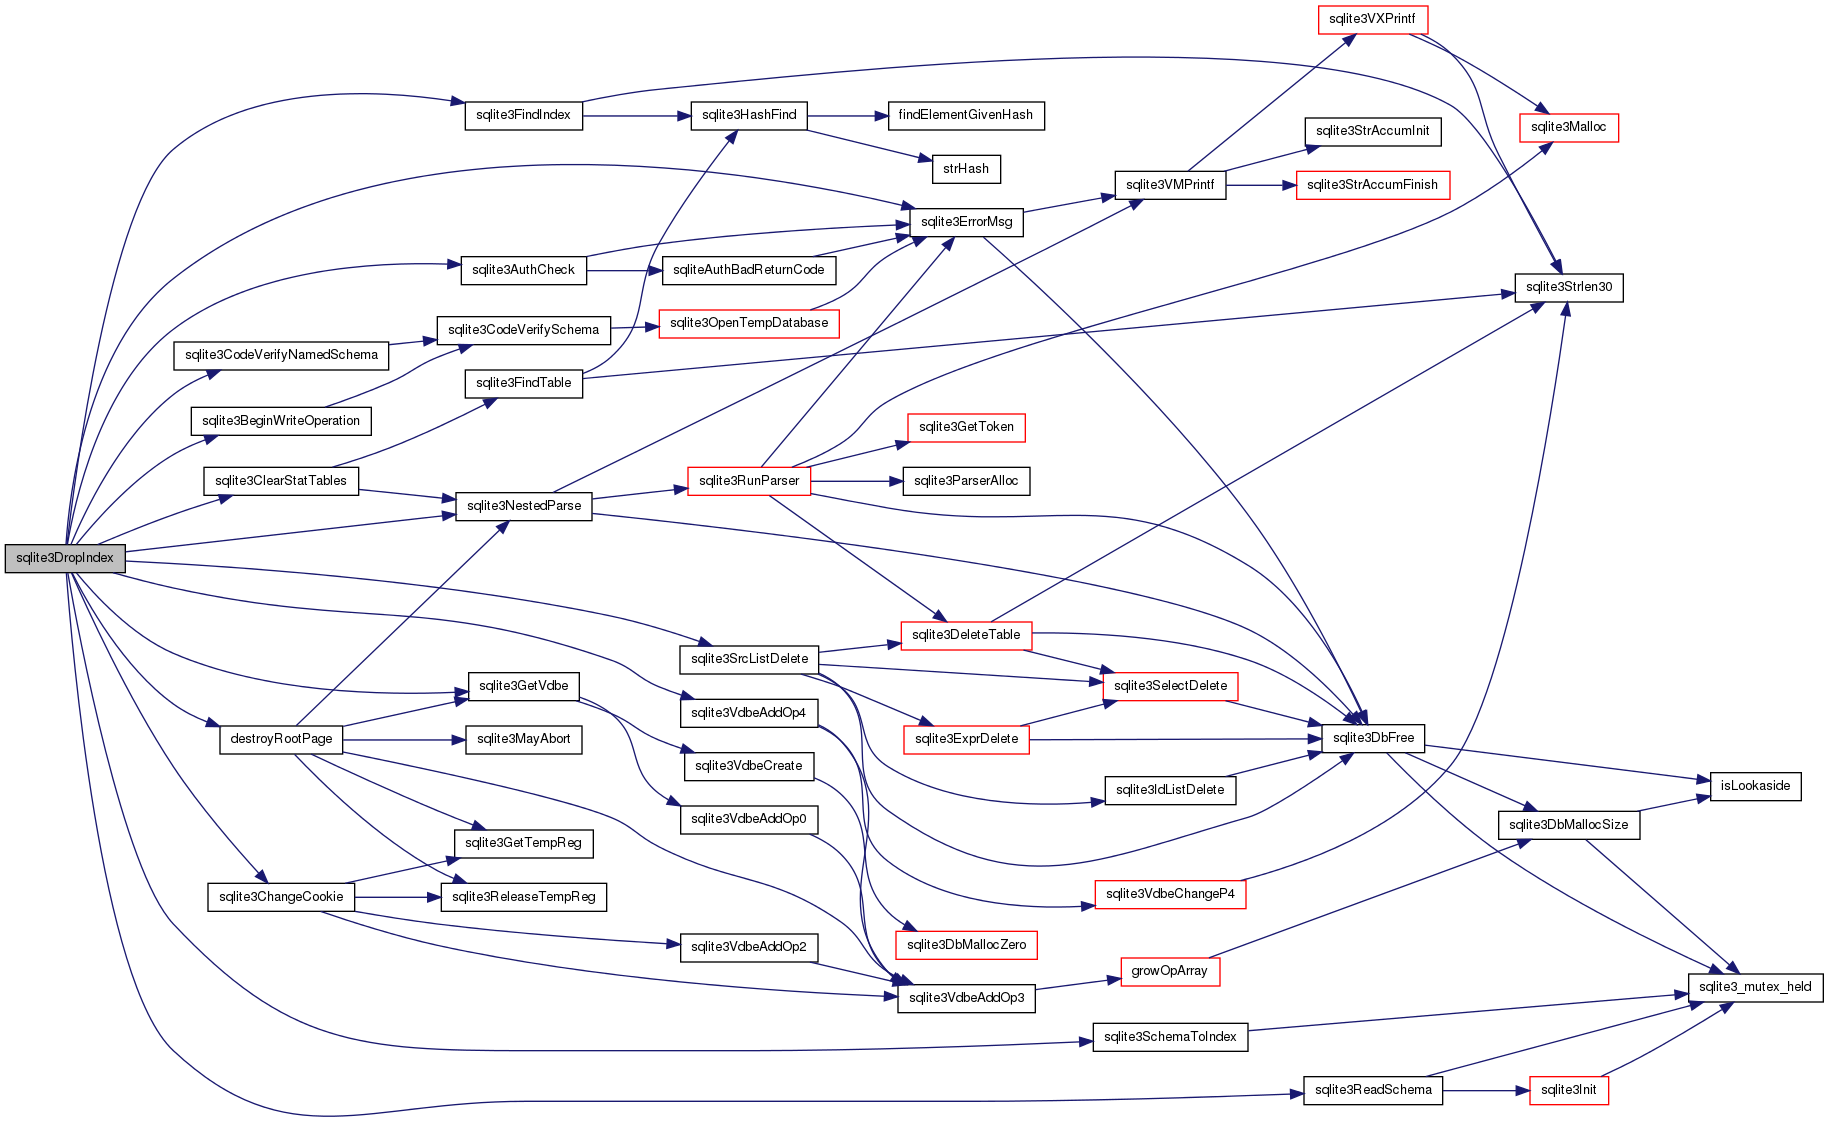 sqlite3VXPrintf
sqlite3FindIndex
sqlite3HashFind
findElementGivenHash
sqlite3Malloc
sqlite3StrAccumInit
strHash
sqlite3VMPrintf
sqlite3StrAccumFinish
sqlite3ErrorMsg
sqlite3AuthCheck
sqliteAuthBadReturnCode
sqlite3Strlen30
sqlite3CodeVerifySchema
sqlite3OpenTempDatabase
sqlite3CodeVerifyNamedSchema
sqlite3FindTable
sqlite3BeginWriteOperation
sqlite3GetToken
sqlite3ClearStatTables
sqlite3RunParser
sqlite3ParserAlloc
sqlite3NestedParse
sqlite3DropIndex
sqlite3DeleteTable
sqlite3SrcListDelete
sqlite3GetVdbe
sqlite3SelectDelete
sqlite3VdbeAddOp4
destroyRootPage
sqlite3MayAbort
sqlite3ExprDelete
sqlite3DbFree
sqlite3VdbeCreate
isLookaside
sqlite3IdListDelete
sqlite3VdbeAddOp0
sqlite3DbMallocSize
sqlite3GetTempReg
sqlite3ChangeCookie
sqlite3ReleaseTempReg
sqlite3VdbeChangeP4
sqlite3VdbeAddOp2
sqlite3DbMallocZero
growOpArray
sqlite3_mutex_held
sqlite3VdbeAddOp3
sqlite3SchemaToIndex
sqlite3ReadSchema
sqlite3Init